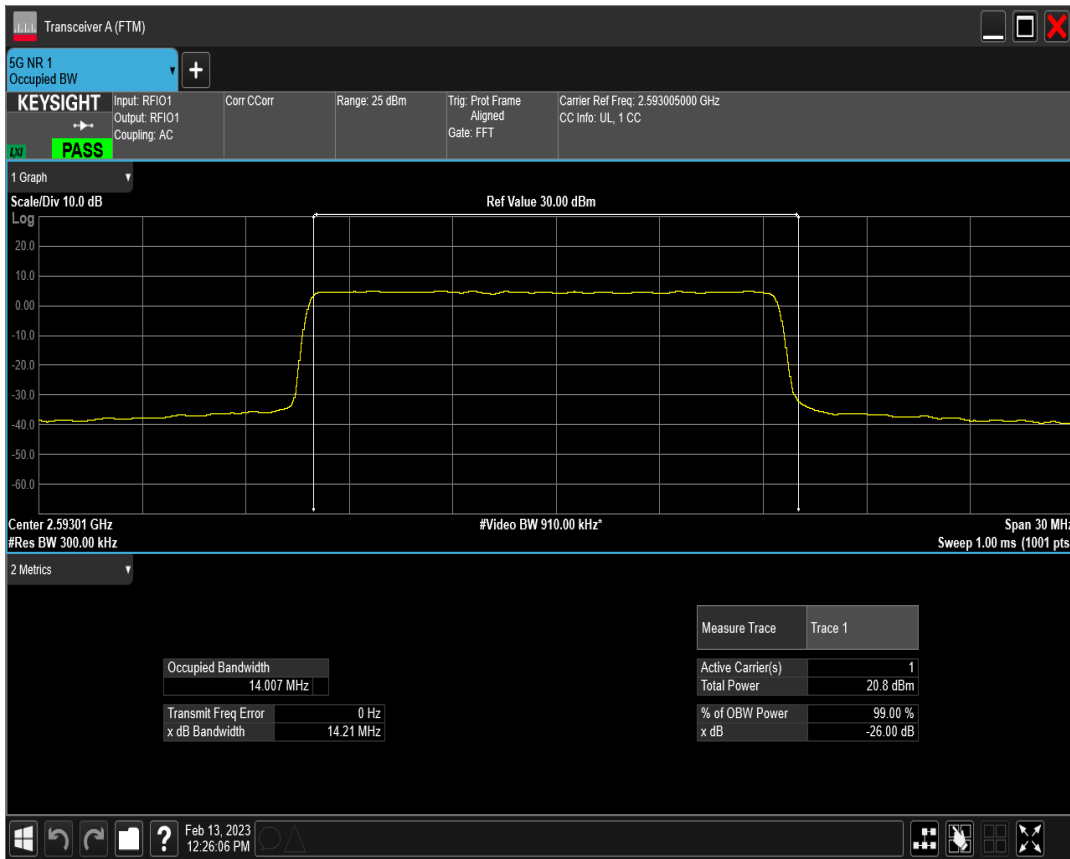 Transceiver A (FTM)
5G NR 1
Occupied BW
+
KEYSIGHT
LXI
PASS
Input: RFIO1
Output: RFIO1
Coupling: AC
Corr CCorr
Range: 25 dBm
Trig: Prot Frame
Aligned
Gate: FFT
Carrier Ref Freq: 2.593005000 GHz
CC Info: UL, 1 CC
1 Graph
Scale/Div 10.0 dB
Ref Value 30.00 dBm
Log
20.0
10.0
0.00
-10.0
-20.0
-30.0
-40.0
-50.0
-60.0
Center 2.59301 GHz
#Video BW 910.00 kHz*
Span 30 MHz
#Res BW 300.00 kHz
Sweep 1.00 ms (1001 pts
2 Metrics
Measure Trace Trace 1
Occupied Bandwidth
14.007 MHz
Active Carrier(s) 1
Total Power 20.8 dBm
Transmit Freq Error 0 Hz
x dB Bandwidth 14.21 MHz
% of OBW Power 99.00 %
x dB -26.00 dB
?
Feb 13, 2023
12:26:06 PM